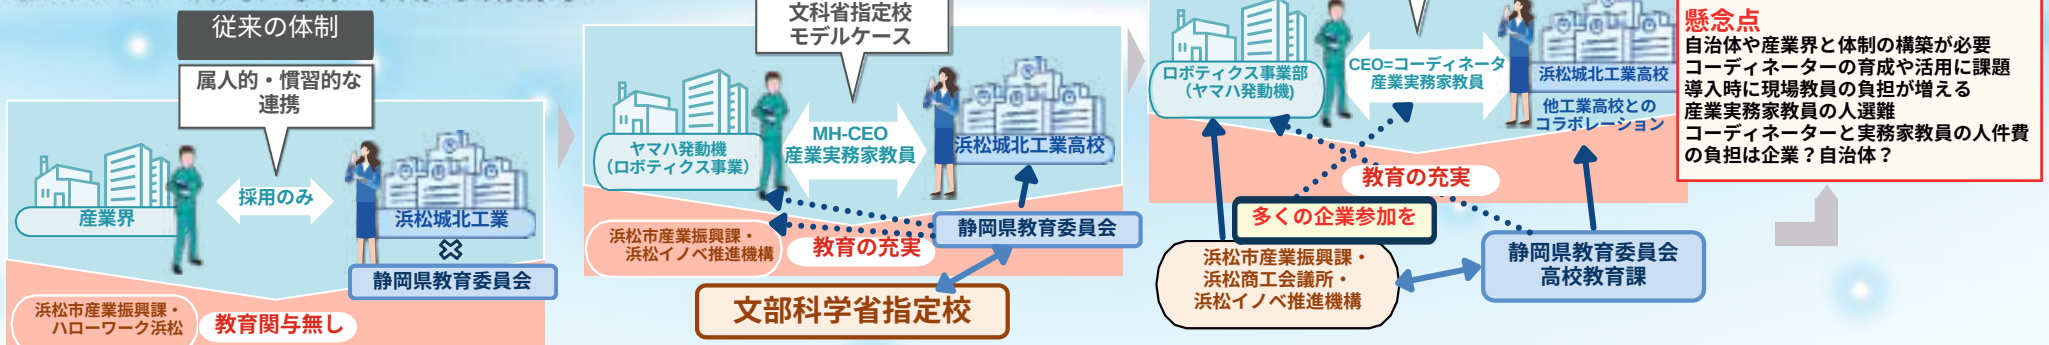 従来の体制
属人的・慣習的な
連携
産業界
採用のみ
浜松城北工業
静岡県教育委員会
浜松市産業振興課・
ハローワーク浜松
教育関与無し
文科省指定校
モデルケース
ヤマハ発動機
（ロボティクス事業）
MH-CEO
産業実務家教員
浜松城北工業高校
浜松市産業振興課・
浜松イノベ推進機構
教育の充実
静岡県教育委員会
文部科学省指定校
ロボティクス事業部
（ヤマハ発動機)
CEO=コーディネータ
産業実務家教員
浜松城北工業高校
他工業高校との
コラボレーション
教育の充実
多くの企業参加を
浜松市産業振興課・
浜松商工会議所・
浜松イノベ推進機構
静岡県教育委員会
高校教育課
懸念点
自治体や産業界と体制の構築が必要
コーディネーターの育成や活用に課題
導入時に現場教員の負担が増える
産業実務家教員の人選難
コーディネーターと実務家教員の人件費
の負担は企業？自治体？